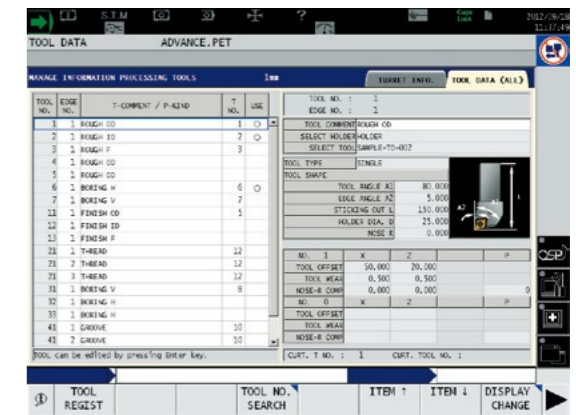 S.T.M
?
Caps Lock
2012/09/18
11:37:49
TOOL DATA ADVANCE.PET
MANAGE INFORMATION PROCESSING TOOLS 1mm
TURRET INFO. TOOL DATA (ALL)
TOOL NO. EDGE NO. T-COMMENT / P-KIND T NO. USE
1 1 ROUGH OD 1 O
2 1 ROUGH ID 2 O
3 1 ROUGH F 3
4 1 ROUGH OD
5 1 ROUGH OD
6 1 BORING H 6 O
7 1 BORING V 7
11 1 FINISH OD 5
12 1 FINISH ID
13 1 FINISH F
21 1 THREAD 12
21 2 THREAD 12
21 3 THREAD 12
31 1 BORING V 8
32 1 BORING H
33 1 BORING H
41 1 GROOVE 10
41 2 GROOVE 10
TOOL NO. : 1
EDGE NO. : 1
TOOL COMMENT ROUGH OD
SELECT HOLDER HOLDER
SELECT TOOL SAMPLE-TD-002
TOOL TYPE SINGLE
TOOL SHAPE
TOOL ANGLE A1 80.000
EDGE ANGLE A2 5.000
STICKING OUT L 150.000
HOLDER DIA. D 25.000
NOSE R 0.000
A2 A1 L
NO. 1 X Z P
TOOL OFFSET 50.000 20.000
TOOL WEAR 0.500 0.500
NOSE-R COMP 0.000 0.000 0
NO. 0 X Z P
TOOL OFFSET
TOOL WEAR
NOSE-R COMP
TOOL can be edited by pressing Enter key.
CURT. T NO. : 1 CURT. TOOL NO. :
OSP
TOOL REGIST
TOOL NO. SEARCH
ITEM ↑
ITEM ↓
DISPLAY CHANGE